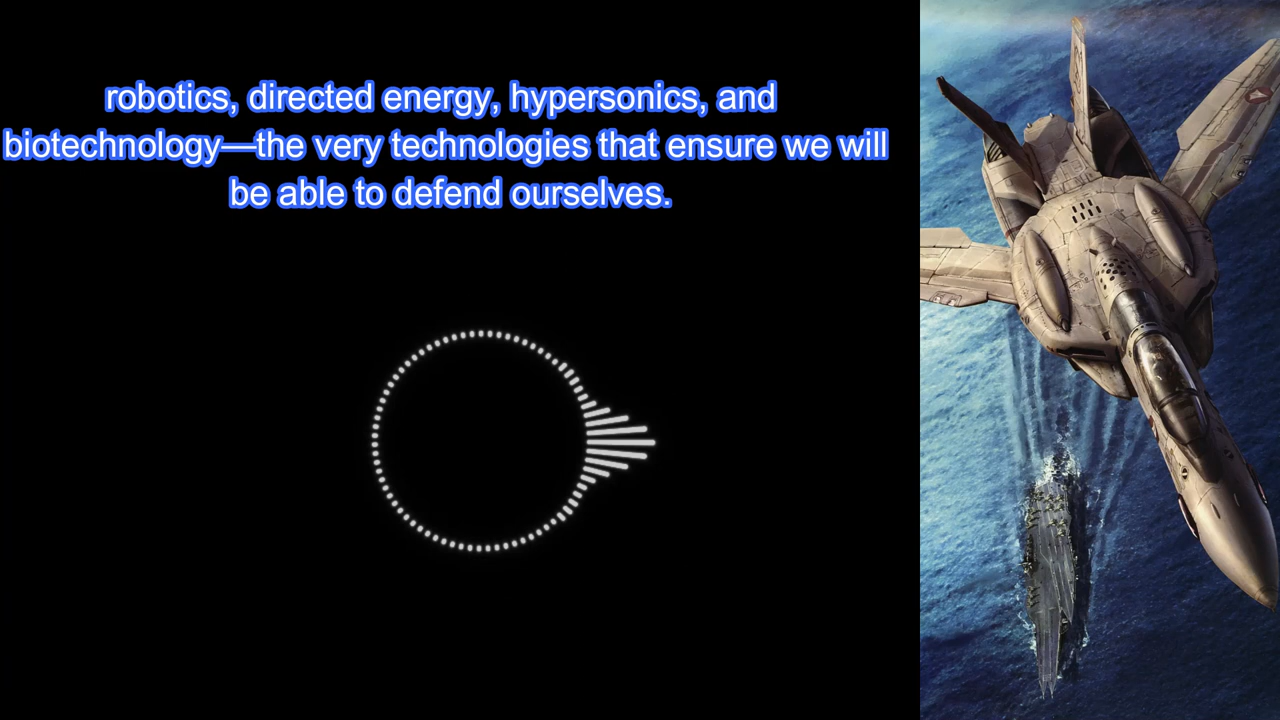 robotics, directed energy, hypersonics, and
biotechnology—the very technologies that ensure we will
be able to defend ourselves.